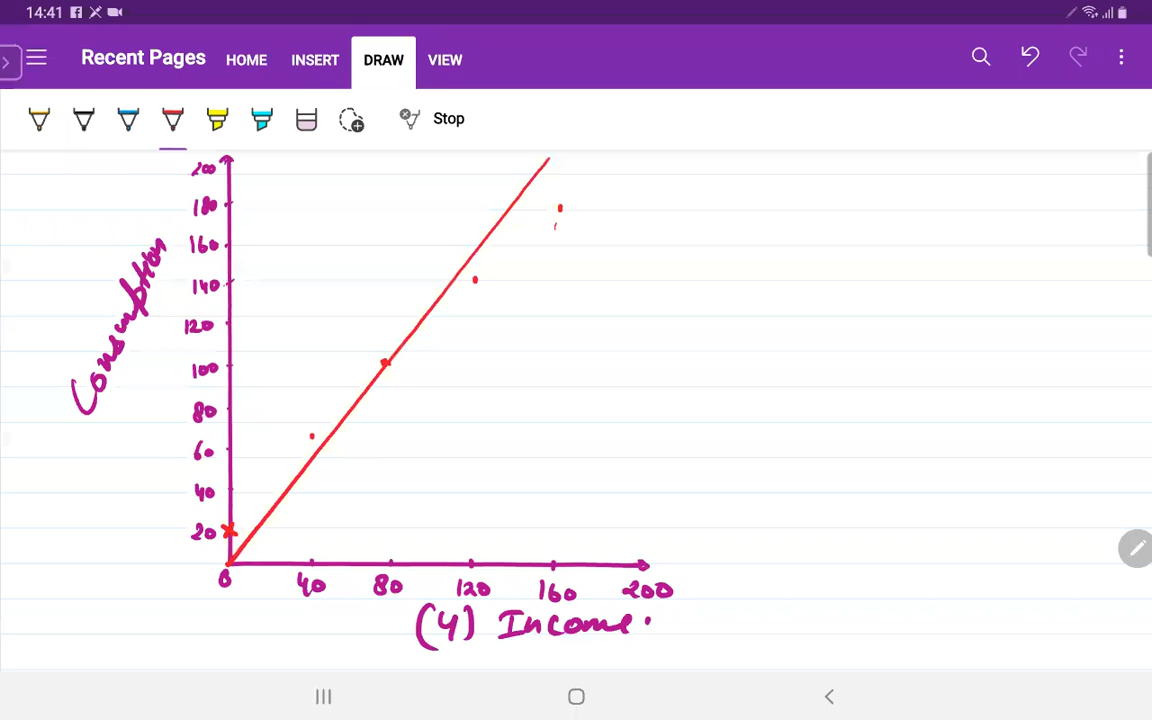 14:41
Recent Pages HOME INSERT DRAW VIEW
Stop
200
180
160
140
120
100
80
60
40
20
Consumption
0 40 80 120 160 200
(Y) Income